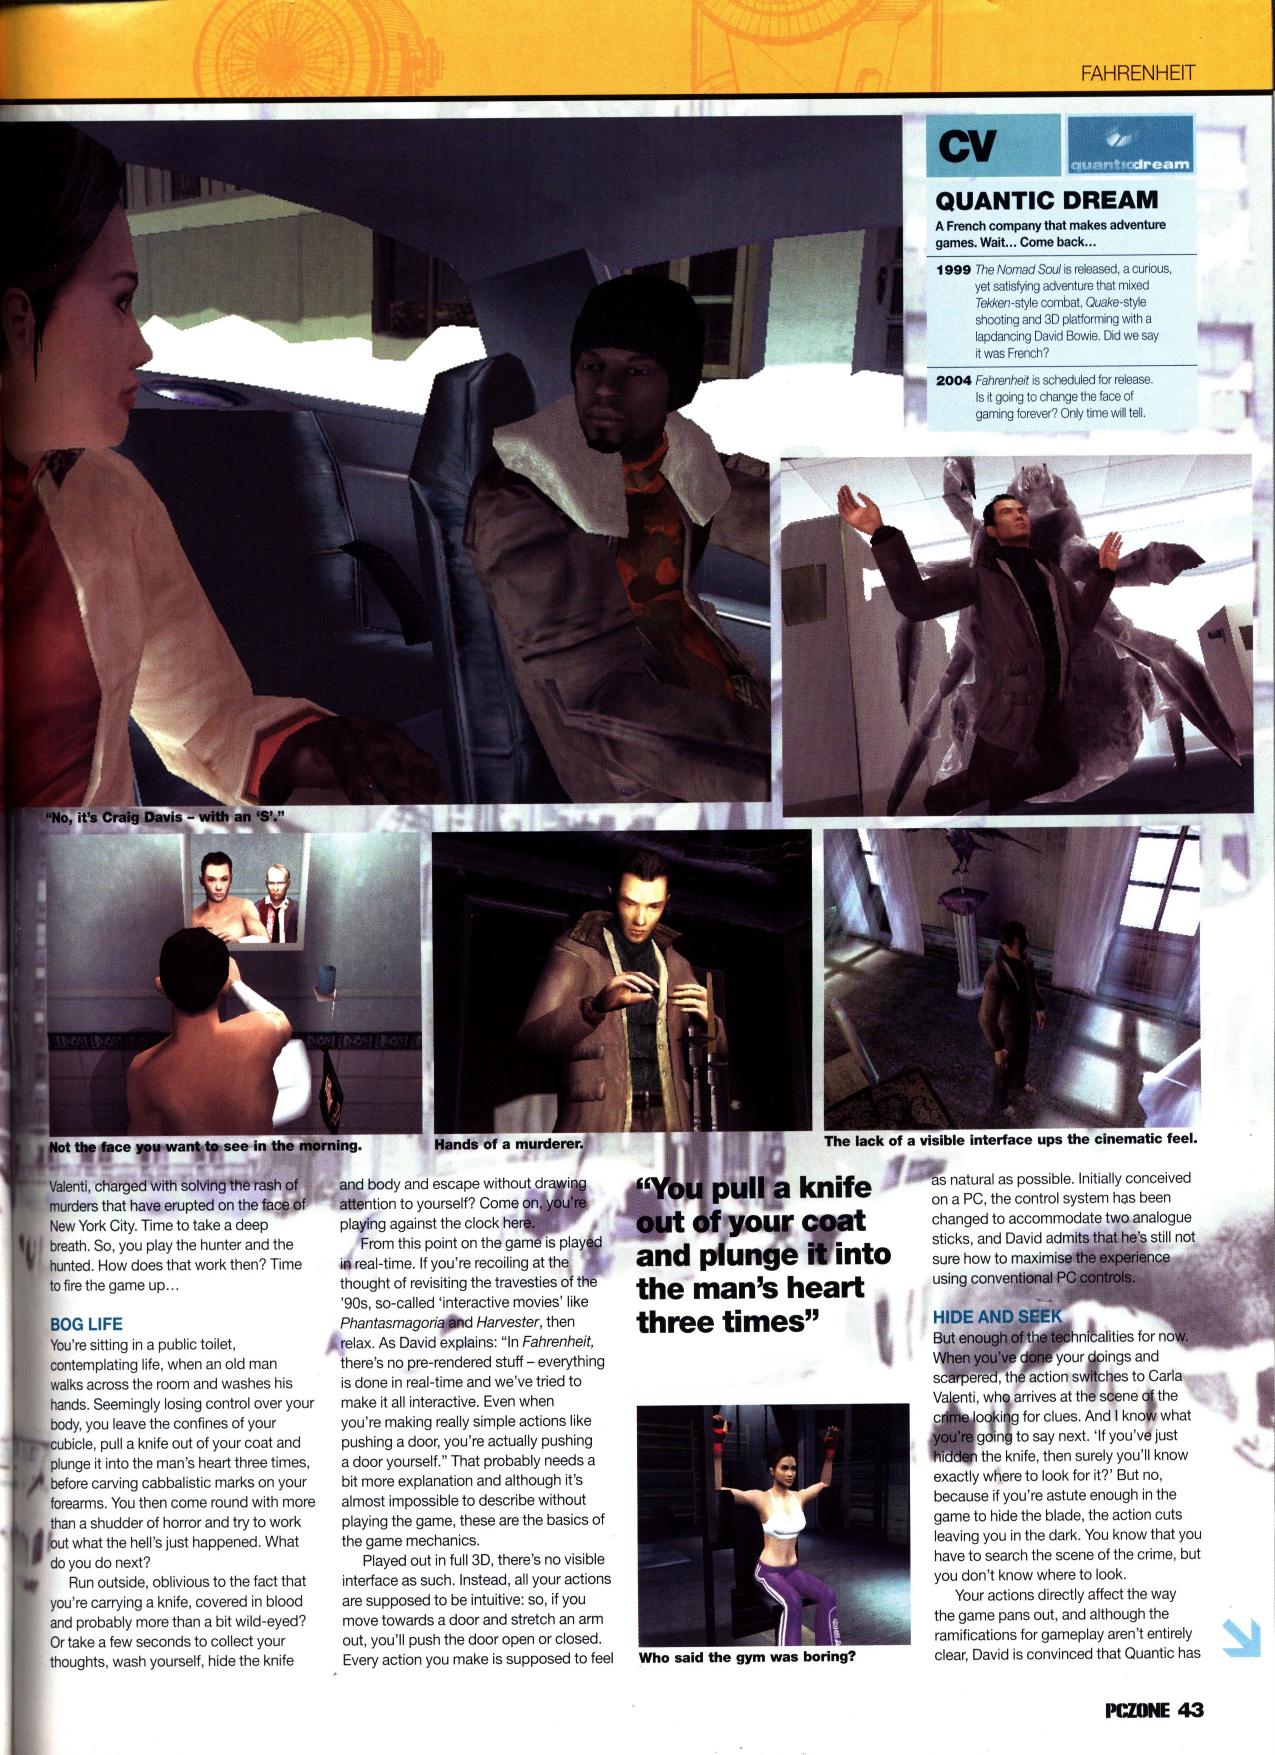 FAHRENHEIT
CV
quanticdream
QUANTIC DREAM
A French company that makes adventure
games. Wait... Come back...
1999 The Nomad Soul is released, a curious,
yet satisfying adventure that mixed
Tekken-style combat, Quake-style
shooting and 3D platforming with a
lapdancing David Bowie. Did we say
it was French?
2004 Fahrenheit is scheduled for release.
Is it going to change the face of
gaming forever? Only time will tell.
"No, it's Craig Davis – with an 'S'."
Not the face you want to see in the morning.
Hands of a murderer.
The lack of a visible interface ups the cinematic feel.
Valenti, charged with solving the rash of
murders that have erupted on the face of
New York City. Time to take a deep
breath. So, you play the hunter and the
hunted. How does that work then? Time
to fire the game up...
BOG LIFE
You're sitting in a public toilet,
contemplating life, when an old man
walks across the room and washes his
hands. Seemingly losing control over your
body, you leave the confines of your
cubicle, pull a knife out of your coat and
plunge it into the man's heart three times,
before carving cabbalistic marks on your
forearms. You then come round with more
than a shudder of horror and try to work
out what the hell's just happened. What
do you do next?
Run outside, oblivious to the fact that
you're carrying a knife, covered in blood
and probably more than a bit wild-eyed?
Or take a few seconds to collect your
thoughts, wash yourself, hide the knife
and body and escape without drawing
attention to yourself? Come on, you're
playing against the clock here.
From this point on the game is played
in real-time. If you're recoiling at the
thought of revisiting the travesties of the
'90s, so-called 'interactive movies' like
Phantasmagoria and Harvester, then
relax. As David explains: "In Fahrenheit,
there's no pre-rendered stuff – everything
is done in real-time and we've tried to
make it all interactive. Even when
you're making really simple actions like
pushing a door, you're actually pushing
a door yourself." That probably needs a
bit more explanation and although it's
almost impossible to describe without
playing the game, these are the basics of
the game mechanics.
Played out in full 3D, there's no visible
interface as such. Instead, all your actions
are supposed to be intuitive: so, if you
move towards a door and stretch an arm
out, you'll push the door open or closed.
Every action you make is supposed to feel
"You pull a knife
out of your coat
and plunge it into
the man's heart
three times"
Who said the gym was boring?
as natural as possible. Initially conceived
on a PC, the control system has been
changed to accommodate two analogue
sticks, and David admits that he's still not
sure how to maximise the experience
using conventional PC controls.
HIDE AND SEEK
But enough of the technicalities for now.
When you've done your doings and
scarpered, the action switches to Carla
Valenti, who arrives at the scene of the
crime looking for clues. And I know what
you're going to say next. 'If you've just
hidden the knife, then surely you'll know
exactly where to look for it?' But no,
because if you're astute enough in the
game to hide the blade, the action cuts
leaving you in the dark. You know that you
have to search the scene of the crime, but
you don't know where to look.
Your actions directly affect the way
the game pans out, and although the
ramifications for gameplay aren't entirely
clear, David is convinced that Quantic has
PCZONE 43